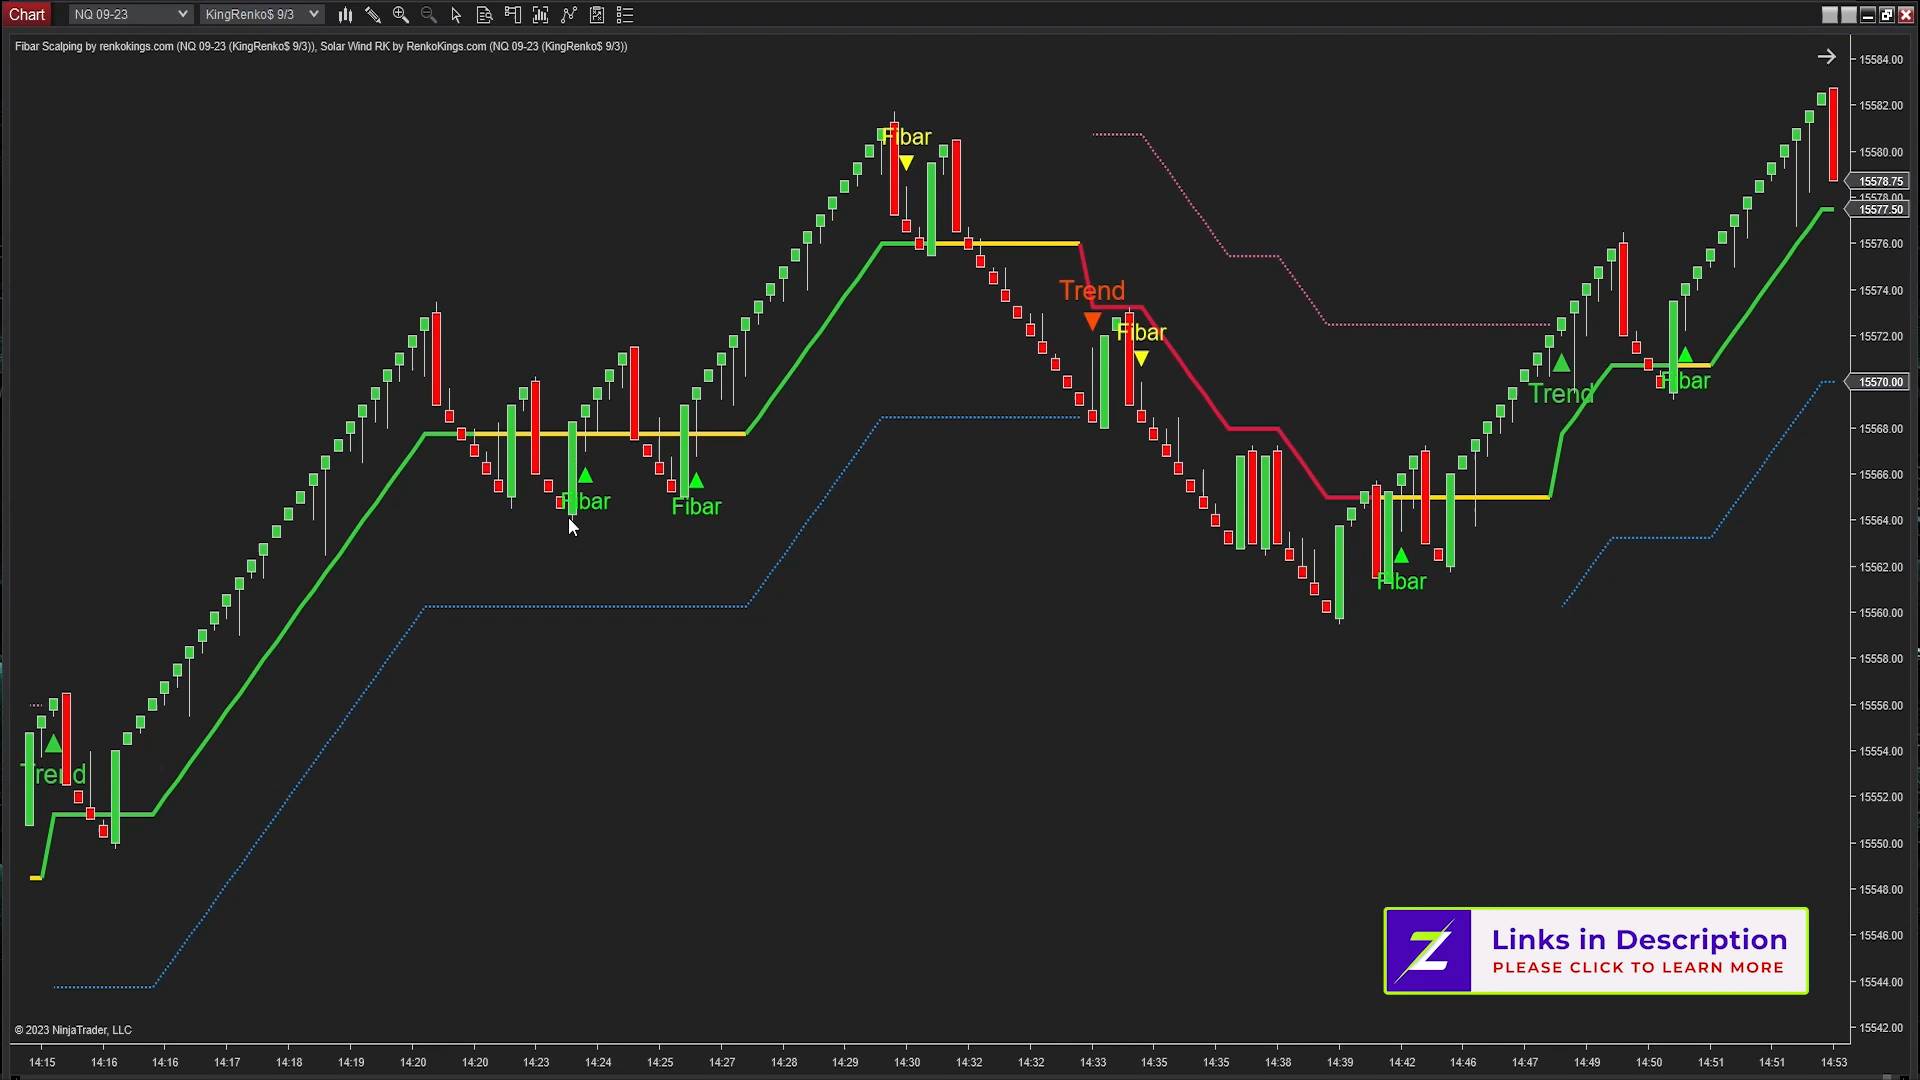 Chart
NQ 09-23
KingRenko$ 9/3
Fibar Scalping by renkokings.com (NQ 09-23 (KingRenko$ 9/3)), Solar Wind RK by RenkoKings.com (NQ 09-23 (KingRenko$ 9/3))
15584.00
15582.00
15580.00
15578.75
15578.00
15577.50
15576.00
15574.00
15572.00
15570.00
15568.00
15566.00
15564.00
15562.00
15560.00
15558.00
15556.00
15554.00
15552.00
15550.00
15548.00
15546.00
15544.00
15542.00
Fibar
Trend
Fibar
Fibar
Trend
Fibar
Fibar
Fibar
Trend
Z
Links in Description
PLEASE CLICK TO LEARN MORE
© 2023 NinjaTrader, LLC
14:15 14:16 14:16 14:17 14:18 14:19 14:20 14:20 14:23 14:24 14:25 14:27 14:28 14:29 14:30 14:32 14:32 14:33 14:35 14:35 14:38 14:39 14:42 14:46 14:47 14:49 14:50 14:51 14:51 14:53